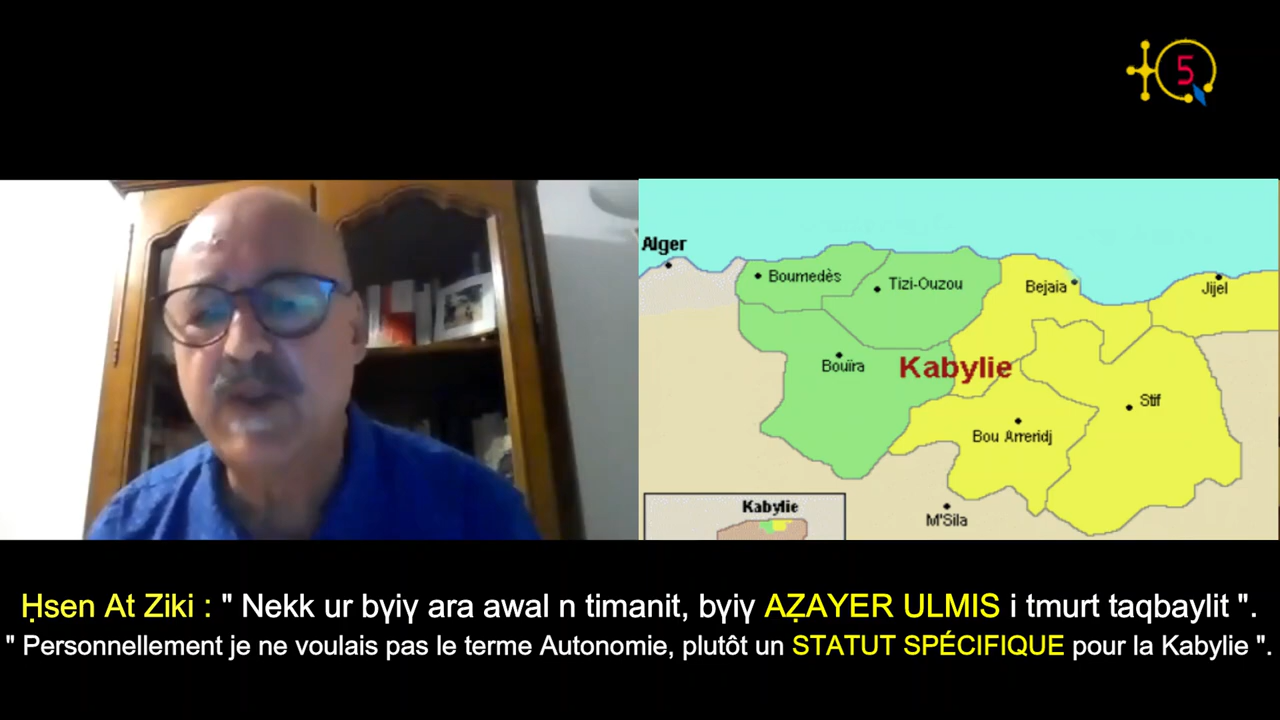 5
Alger
Boumedès
Tizi-Ouzou
Bejaia
Jijel
Bouïra
Kabylie
Stif
Bou Arreridj
M'Sila
Kabylie
Ḥsen At Ziki : " Nekk ur bɣiɣ ara awal n timanit, bɣiɣ AẒAYER ULMIS i tmurt taqbaylit ".
" Personnellement je ne voulais pas le terme Autonomie, plutôt un STATUT SPÉCIFIQUE pour la Kabylie ".